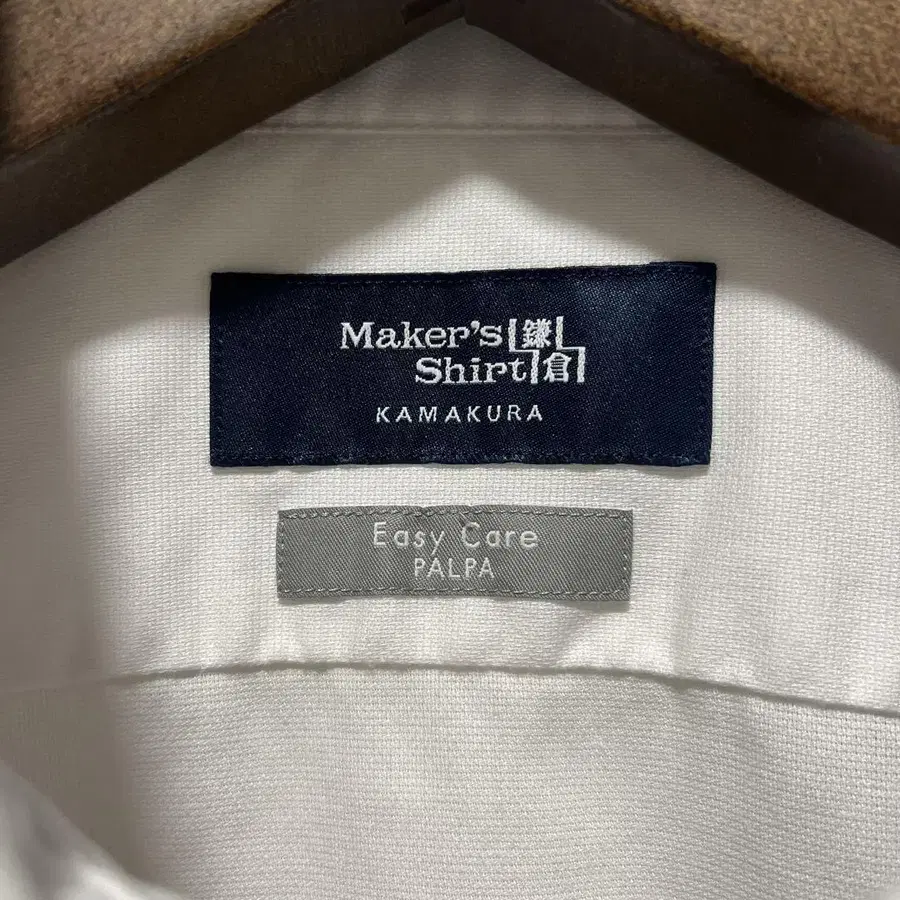 Maker's 鎌
Shirt 倉
KAMAKURA
Easy Care
PALPA